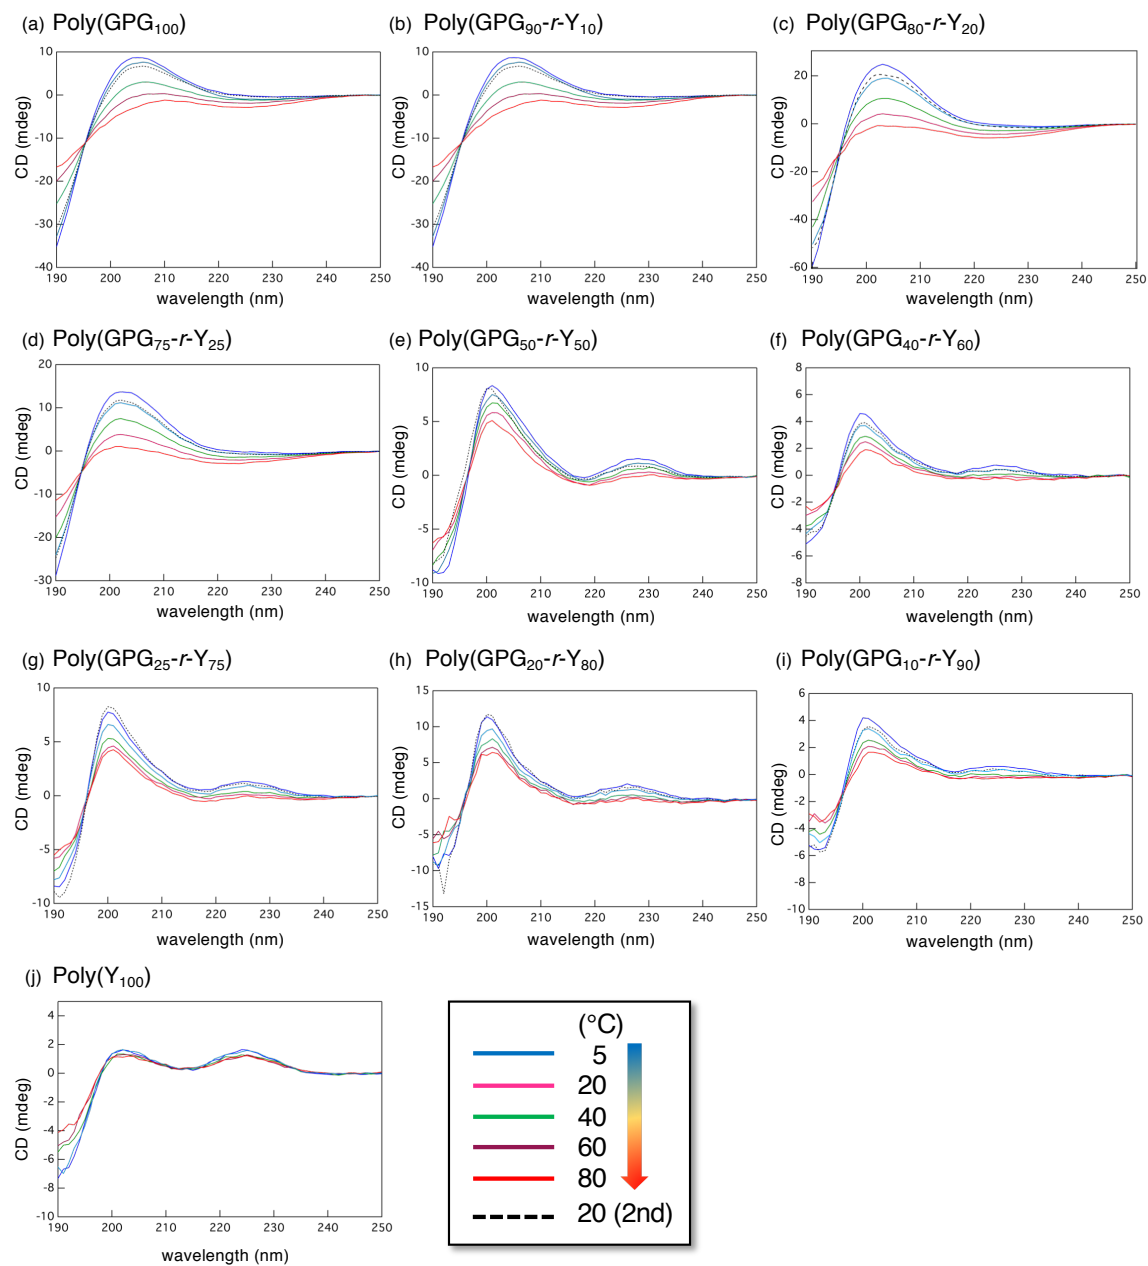 (a) Poly(GPG100)
(b) Poly(GPG90-r-Y10)
(c) Poly(GPG80-r-Y20)
10
0
-10
-20
-30
-40
CD (mdeg)
190 200 210 220 230 240 250
wavelength (nm)
10
0
-10
-20
-30
-40
CD (mdeg)
190 200 210 220 230 240 250
wavelength (nm)
20
0
-20
-40
-60
CD (mdeg)
190 200 210 220 230 240 250
wavelength (nm)
(d) Poly(GPG75-r-Y25)
(e) Poly(GPG50-r-Y50)
(f) Poly(GPG40-r-Y60)
20
10
0
-10
-20
-30
CD (mdeg)
190 200 210 220 230 240 250
wavelength (nm)
10
5
0
-5
-10
CD (mdeg)
190 200 210 220 230 240 250
wavelength (nm)
8
6
4
2
0
-2
-4
-6
-8
CD (mdeg)
190 200 210 220 230 240 250
wavelength (nm)
(g) Poly(GPG25-r-Y75)
(h) Poly(GPG20-r-Y80)
(i) Poly(GPG10-r-Y90)
10
5
0
-5
-10
CD (mdeg)
190 200 210 220 230 240 250
wavelength (nm)
15
10
5
0
-5
-10
-15
CD (mdeg)
190 200 210 220 230 240 250
wavelength (nm)
6
4
2
0
-2
-4
-6
-8
-10
CD (mdeg)
190 200 210 220 230 240 250
wavelength (nm)
(j) Poly(Y100)
4
2
0
-2
-4
-6
-8
-10
CD (mdeg)
190 200 210 220 230 240 250
wavelength (nm)
(°C)
5
20
40
60
80
20 (2nd)